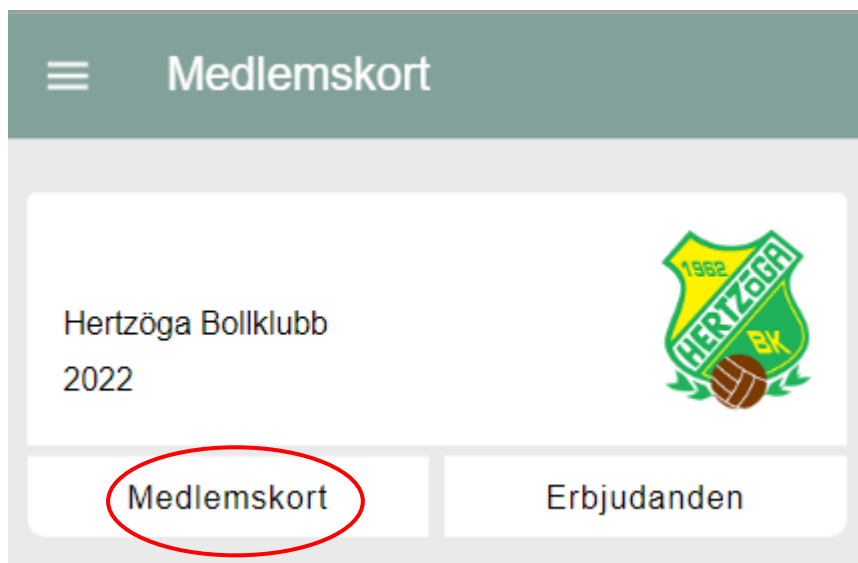 Medlemskort
1962
HERTZÖGA
BK
Hertzöga Bollklubb
2022
Medlemskort
Erbjudanden